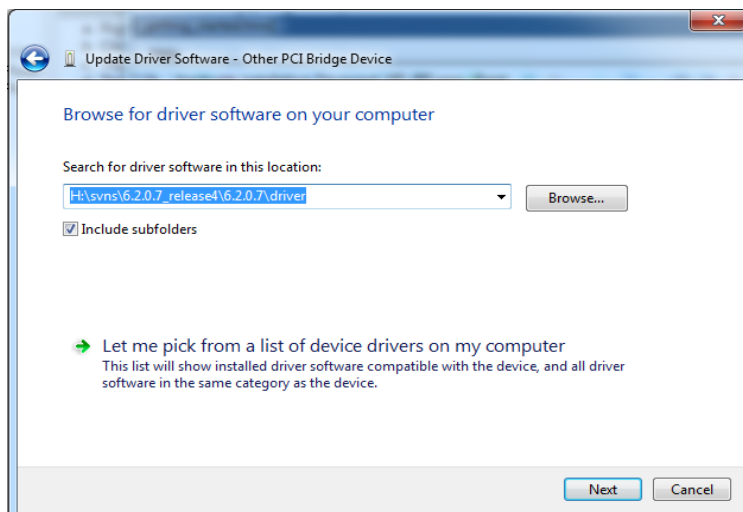 Update Driver Software - Other PCI Bridge Device
Browse for driver software on your computer
Search for driver software in this location:
H:\svns\6.2.0.7_release4\6.2.0.7\driver
Browse...
Include subfolders
Let me pick from a list of device drivers on my computer
This list will show installed driver software compatible with the device, and all driver
software in the same category as the device.
Next
Cancel